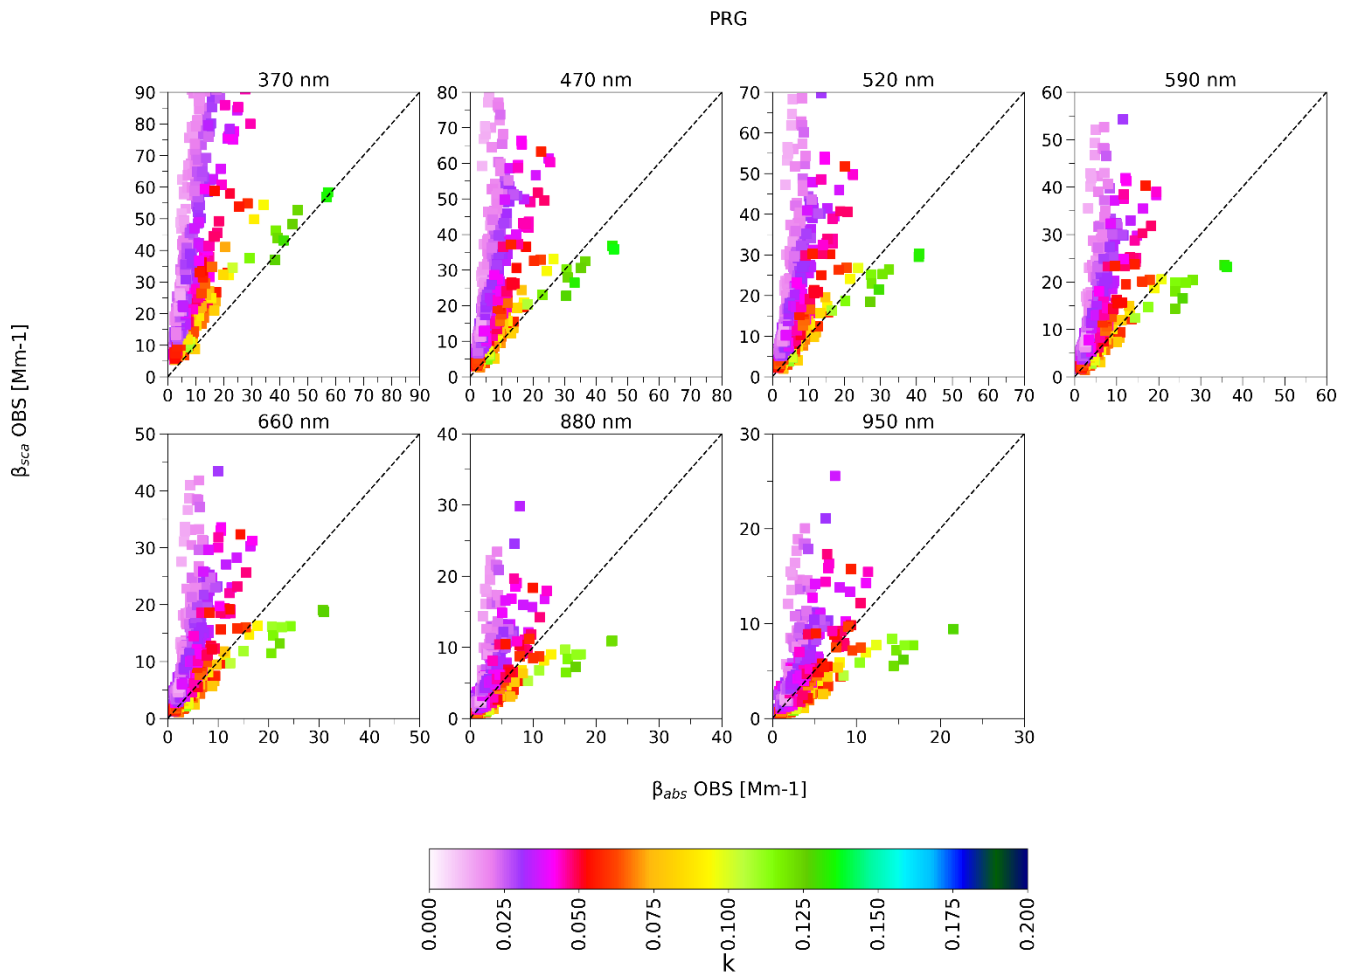 PRG
370 nm
470 nm
520 nm
590 nm
90
80
70
60
50
40
30
20
10
0
0 10 20 30 40 50 60 70 80 90
80
70
60
50
40
30
20
10
0
0 10 20 30 40 50 60 70 80
70
60
50
40
30
20
10
0
0 10 20 30 40 50 60 70
60
50
40
30
20
10
0
0 10 20 30 40 50 60
βsca OBS [Mm-1]
660 nm
880 nm
950 nm
50
40
30
20
10
0
0 10 20 30 40 50
40
30
20
10
0
0 10 20 30 40
30
20
10
0
0 10 20 30
βabs OBS [Mm-1]
0.000 0.025 0.050 0.075 0.100 0.125 0.150 0.175 0.200
k